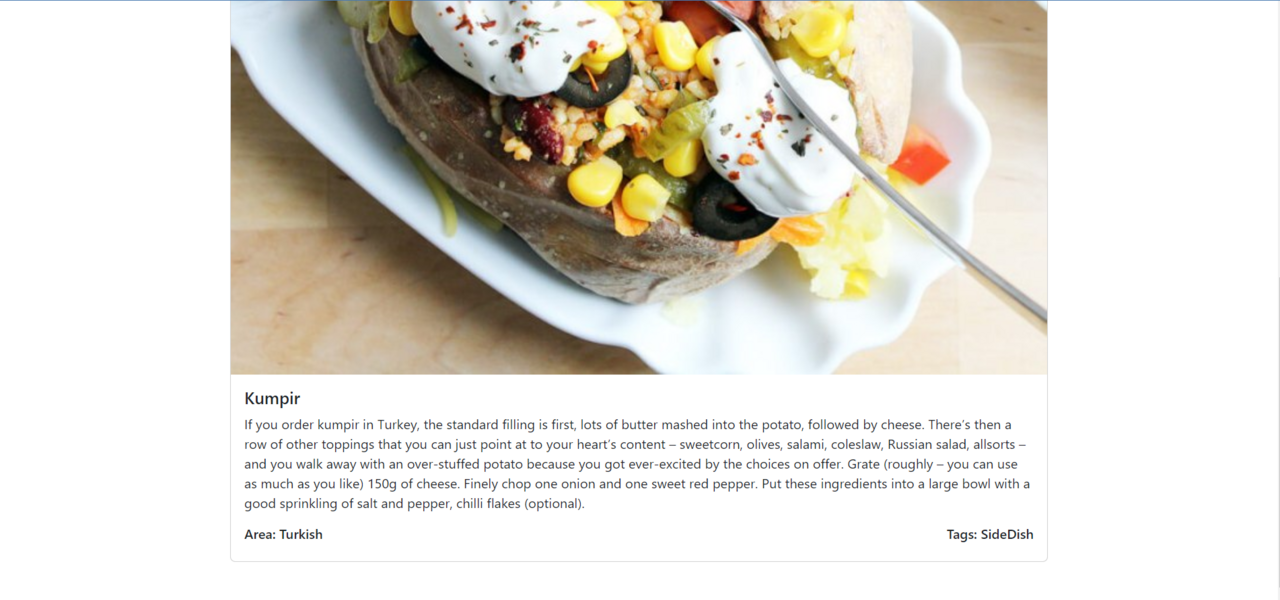 Kumpir
If you order kumpir in Turkey, the standard filling is first, lots of butter mashed into the potato, followed by cheese. There's then a
row of other toppings that you can just point at to your heart's content – sweetcorn, olives, salami, coleslaw, Russian salad, allsorts –
and you walk away with an over-stuffed potato because you got ever-excited by the choices on offer. Grate (roughly – you can use
as much as you like) 150g of cheese. Finely chop one onion and one sweet red pepper. Put these ingredients into a large bowl with a
good sprinkling of salt and pepper, chilli flakes (optional).
Area: Turkish
Tags: SideDish